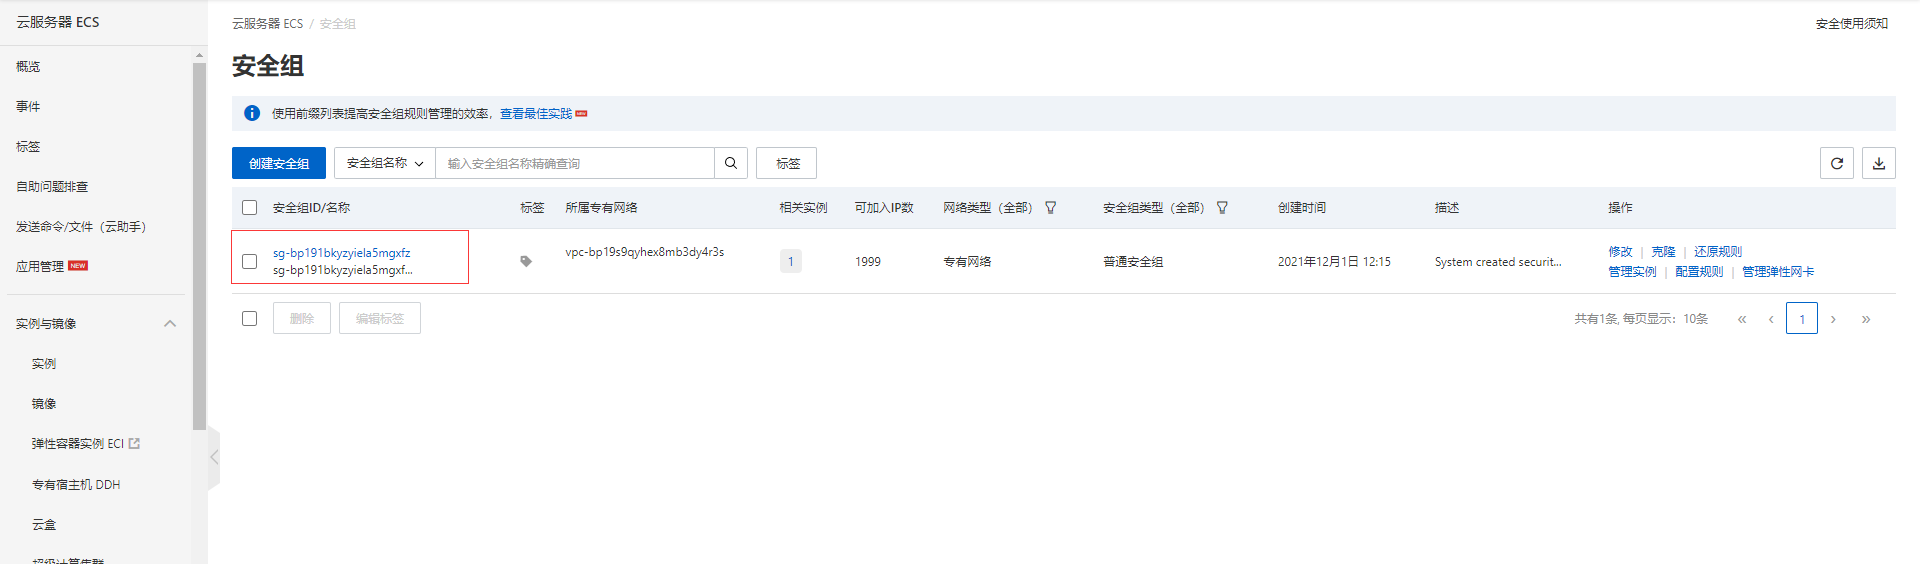 云服务器 ECS
概览
事件
标签
自助问题排查
发送命令/文件（云助手）
应用管理 NEW
实例与镜像
实例
镜像
弹性容器实例 ECI
专有宿主机 DDH
云盒
超级计算集群
云服务器 ECS / 安全组
安全使用须知
安全组
使用前缀列表提高安全组规则管理的效率，查看最佳实践 NEW
创建安全组 安全组名称 输入安全组名称精确查询 标签
安全组ID/名称 标签 所属专有网络 相关实例 可加入IP数 网络类型（全部） 安全组类型（全部） 创建时间 描述 操作
sg-bp191bkyzyiela5mgxfz
sg-bp191bkyzyiela5mgxf...
vpc-bp19s9qyhex8mb3dy4r3s
1 1999 专有网络 普通安全组 2021年12月1日 12:15 System created securit...
修改 | 克隆 | 还原规则
管理实例 | 配置规则 | 管理弹性网卡
删除 编辑标签
共有1条, 每页显示：10条 « ‹ 1 › »